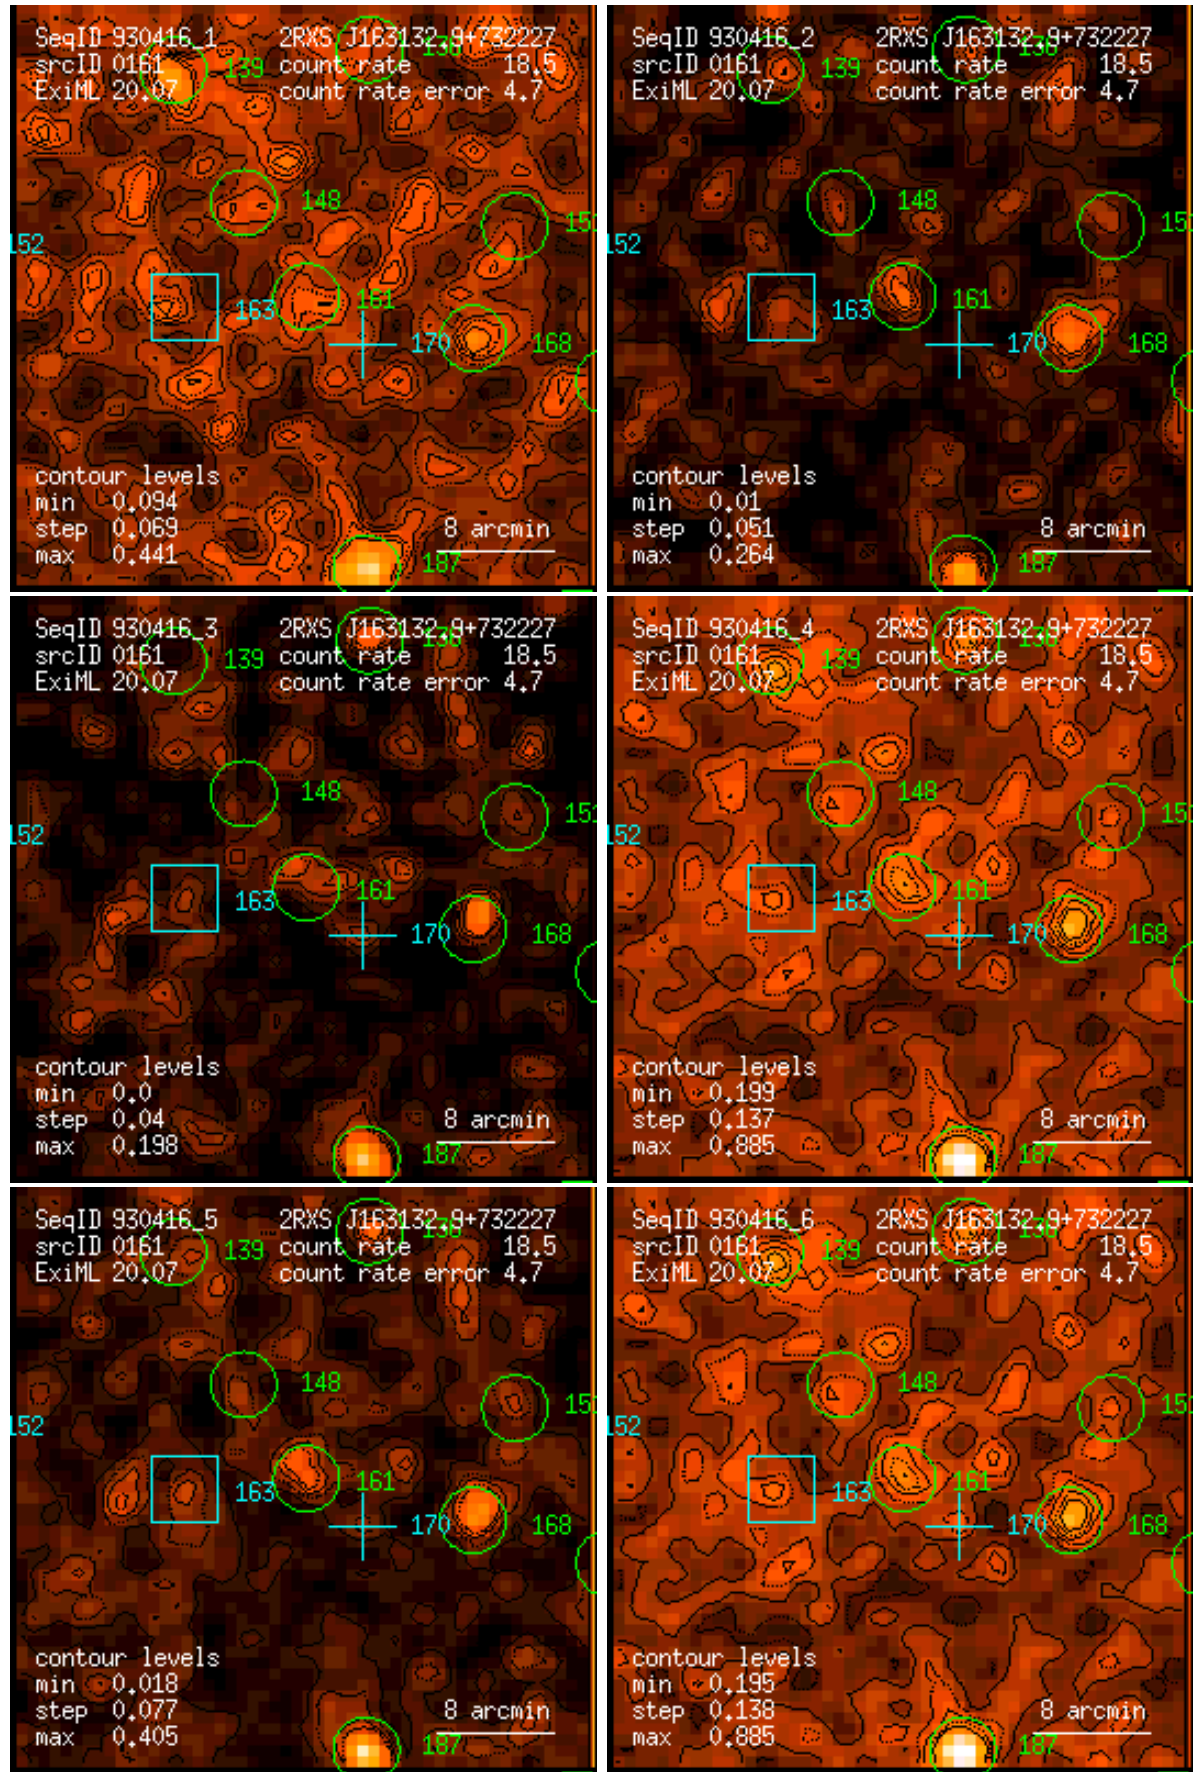 SeqID 930416_1 2RXS J163132.9+732227
srcID 0161 139 count rate 18.5
ExiML 20.07 count rate error 4.7
148
151
152
163 161
170 168
contour levels
min 0.094
step 0.069 8 arcmin
max 0.441 187
SeqID 930416_2 2RXS J163132.9+732227
srcID 0161 139 count rate 18.5
ExiML 20.07 count rate error 4.7
148
151
152
163 161
170 168
contour levels
min 0.01
step 0.051 8 arcmin
max 0.264 187
SeqID 930416_3 2RXS J163132.9+732227
srcID 0161 139 count rate 18.5
ExiML 20.07 count rate error 4.7
148
151
152
163 161
170 168
contour levels
min 0.0
step 0.04 8 arcmin
max 0.198 187
SeqID 930416_4 2RXS J163132.9+732227
srcID 0161 139 count rate 18.5
ExiML 20.07 count rate error 4.7
148
151
152
163 161
170 168
contour levels
min 0.199
step 0.137 8 arcmin
max 0.885 187
SeqID 930416_5 2RXS J163132.9+732227
srcID 0161 139 count rate 18.5
ExiML 20.07 count rate error 4.7
148
152
163 161
170 168
contour levels
min 0.018
step 0.077 8 arcmin
max 0.405 187
SeqID 930416_6 2RXS J163132.9+732227
srcID 0161 139 count rate 18.5
ExiML 20.07 count rate error 4.7
148
151
152
163 161
170 168
contour levels
min 0.195
step 0.138 8 arcmin
max 0.885 187